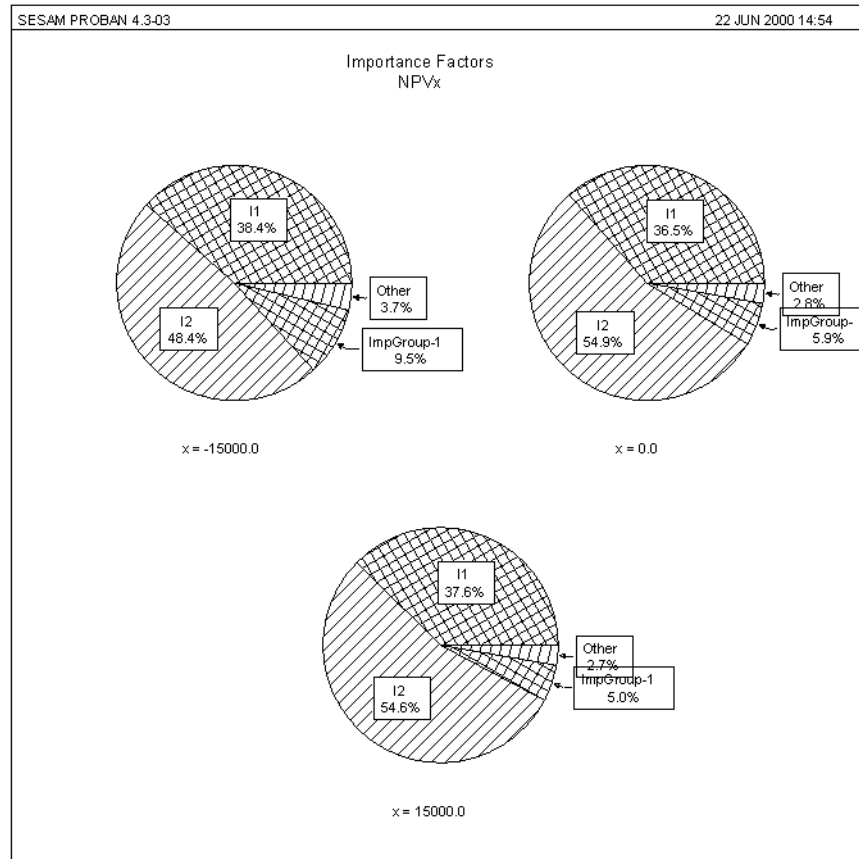 SESAM PROBAN 4.3-03
22 JUN 2000 14:54
Importance Factors
NPVx
I1
38.4%
Other
3.7%
I2
48.4%
ImpGroup-1
9.5%
x = -15000.0
I1
36.5%
Other
2.8%
I2
54.9%
ImpGroup-
5.9%
x = 0.0
I1
37.6%
Other
2.7%
I2
54.6%
ImpGroup-1
5.0%
x = 15000.0